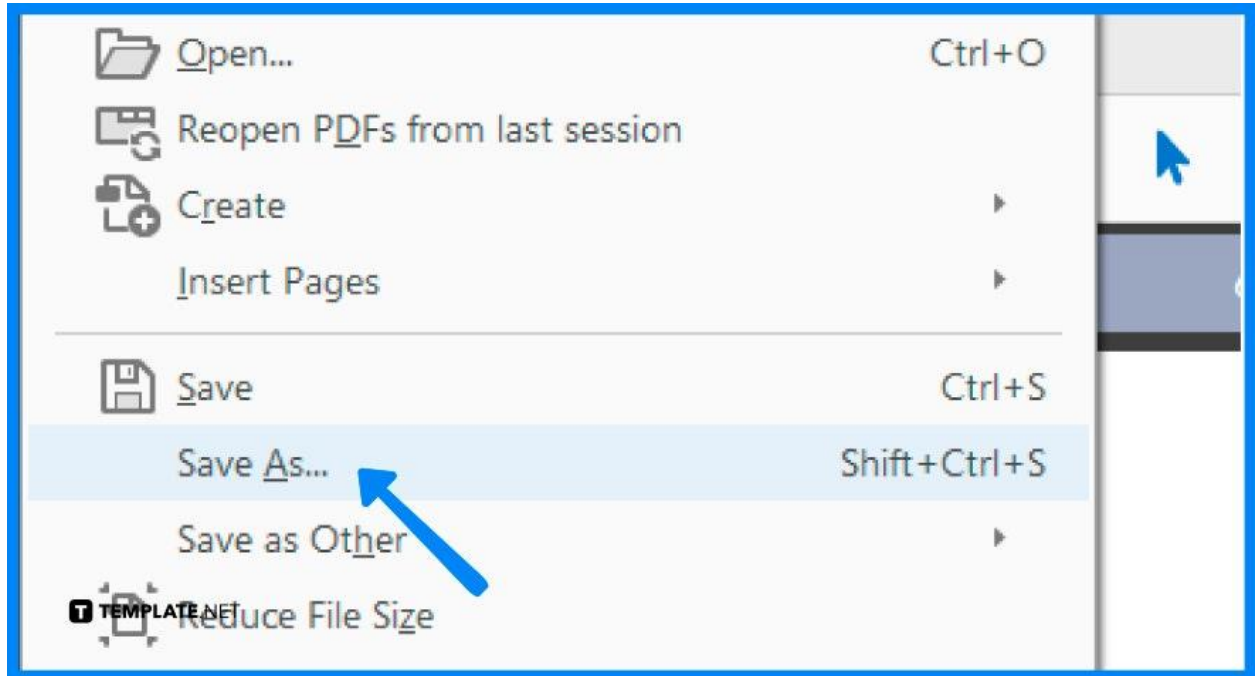 Open... Ctrl+O
Reopen PDFs from last session
Create
Insert Pages
Save Ctrl+S
Save As... Shift+Ctrl+S
Save as Other
Reduce File Size
T TEMPLATE.NET